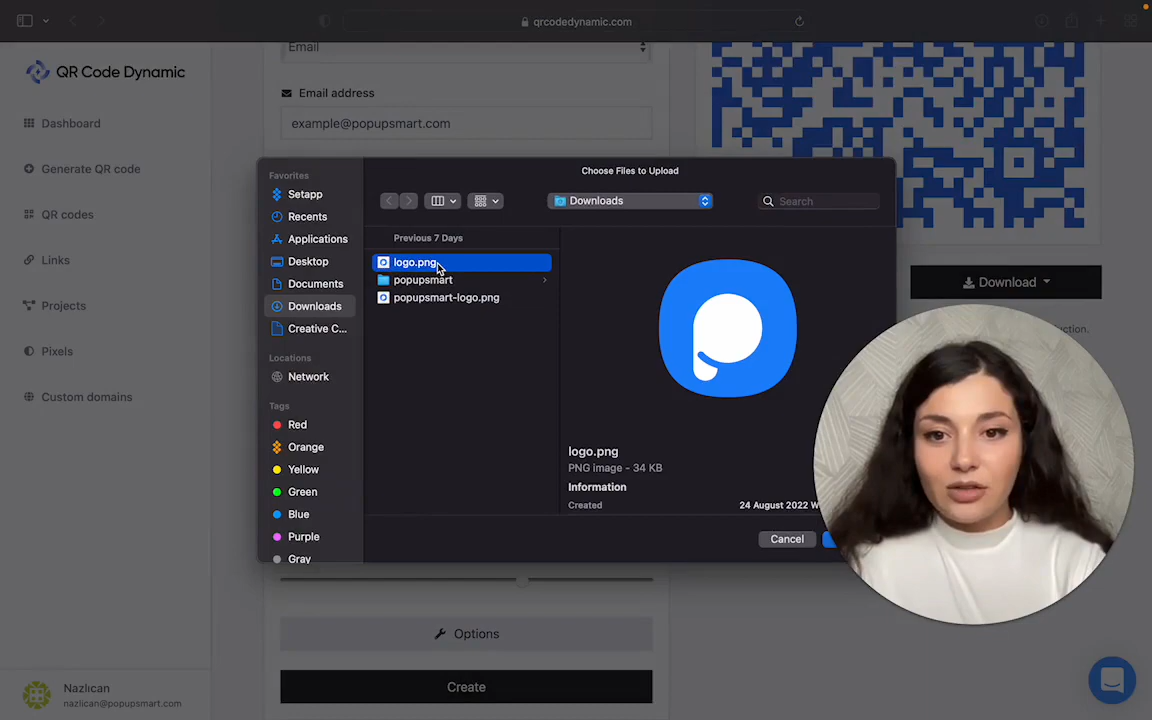 qrcodedynamic.com
QR Code Dynamic
Dashboard
Generate QR code
QR codes
Links
Projects
Pixels
Custom domains
Nazlıcan
nazlican@popupsmart.com
Email
Email address
example@popupsmart.com
Choose Files to Upload
Favorites
Setapp
Recents
Applications
Desktop
Documents
Downloads
Creative C...
Locations
Network
Tags
Red
Orange
Yellow
Green
Blue
Purple
Gray
Downloads
Search
Previous 7 Days
logo.png
popupsmart
popupsmart-logo.png
logo.png
PNG image - 34 KB
Information
Created
24 August 2022 W
Cancel
Options
Create
Download